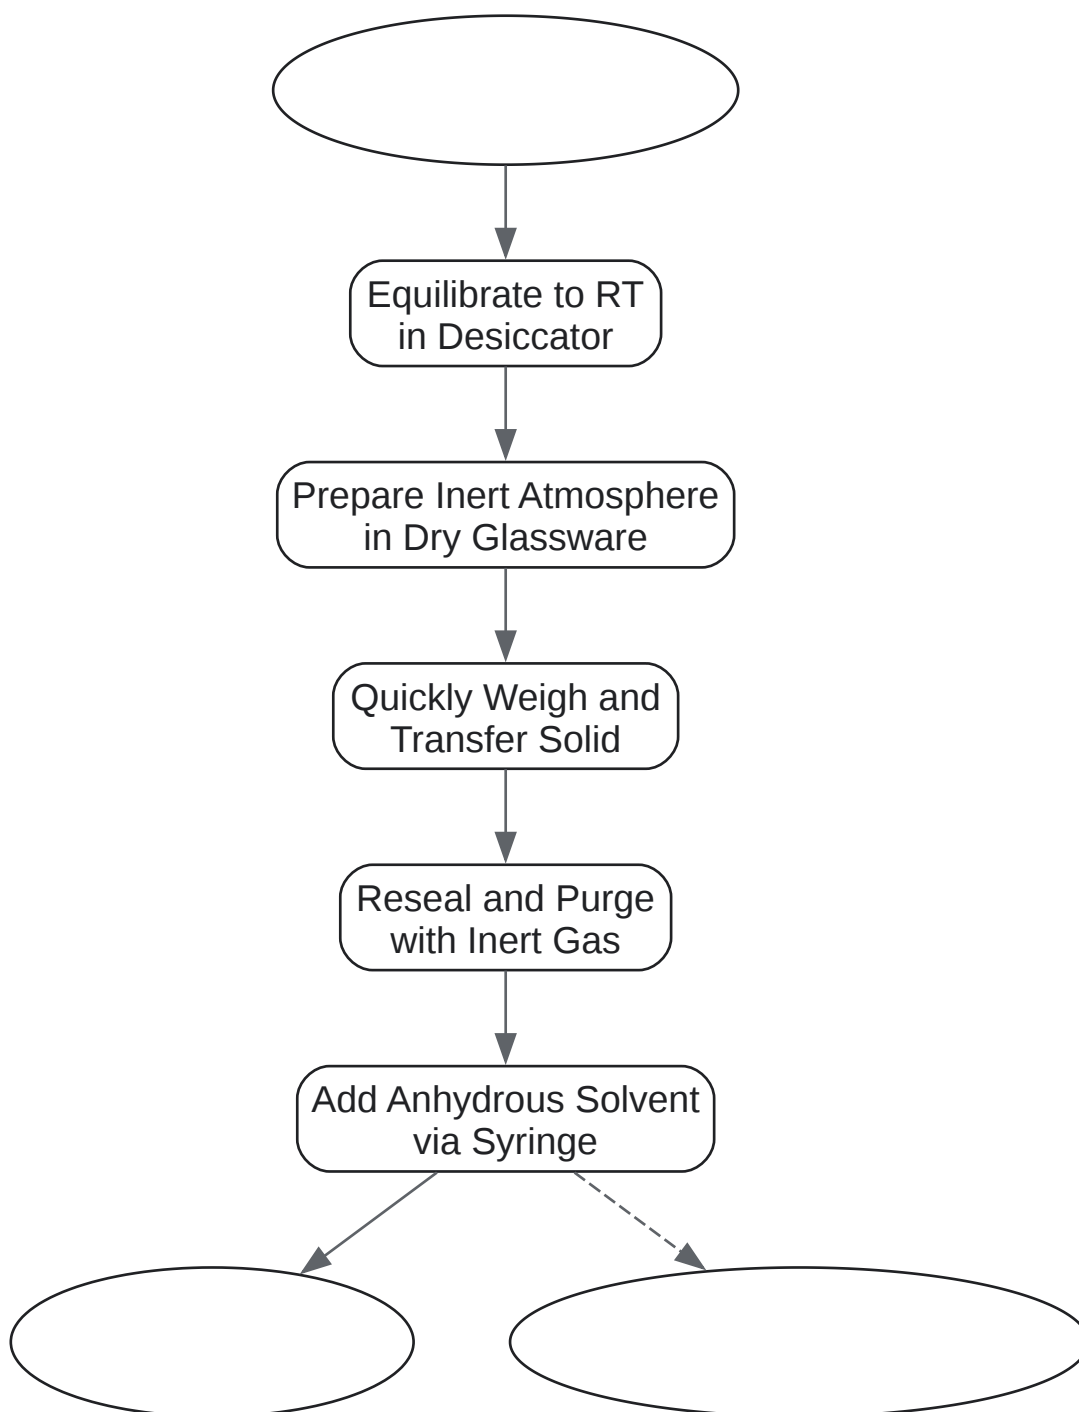 Equilibrate to RT
in Desiccator
Prepare Inert Atmosphere
in Dry Glassware
Quickly Weigh and
Transfer Solid
Reseal and Purge
with Inert Gas
Add Anhydrous Solvent
via Syringe